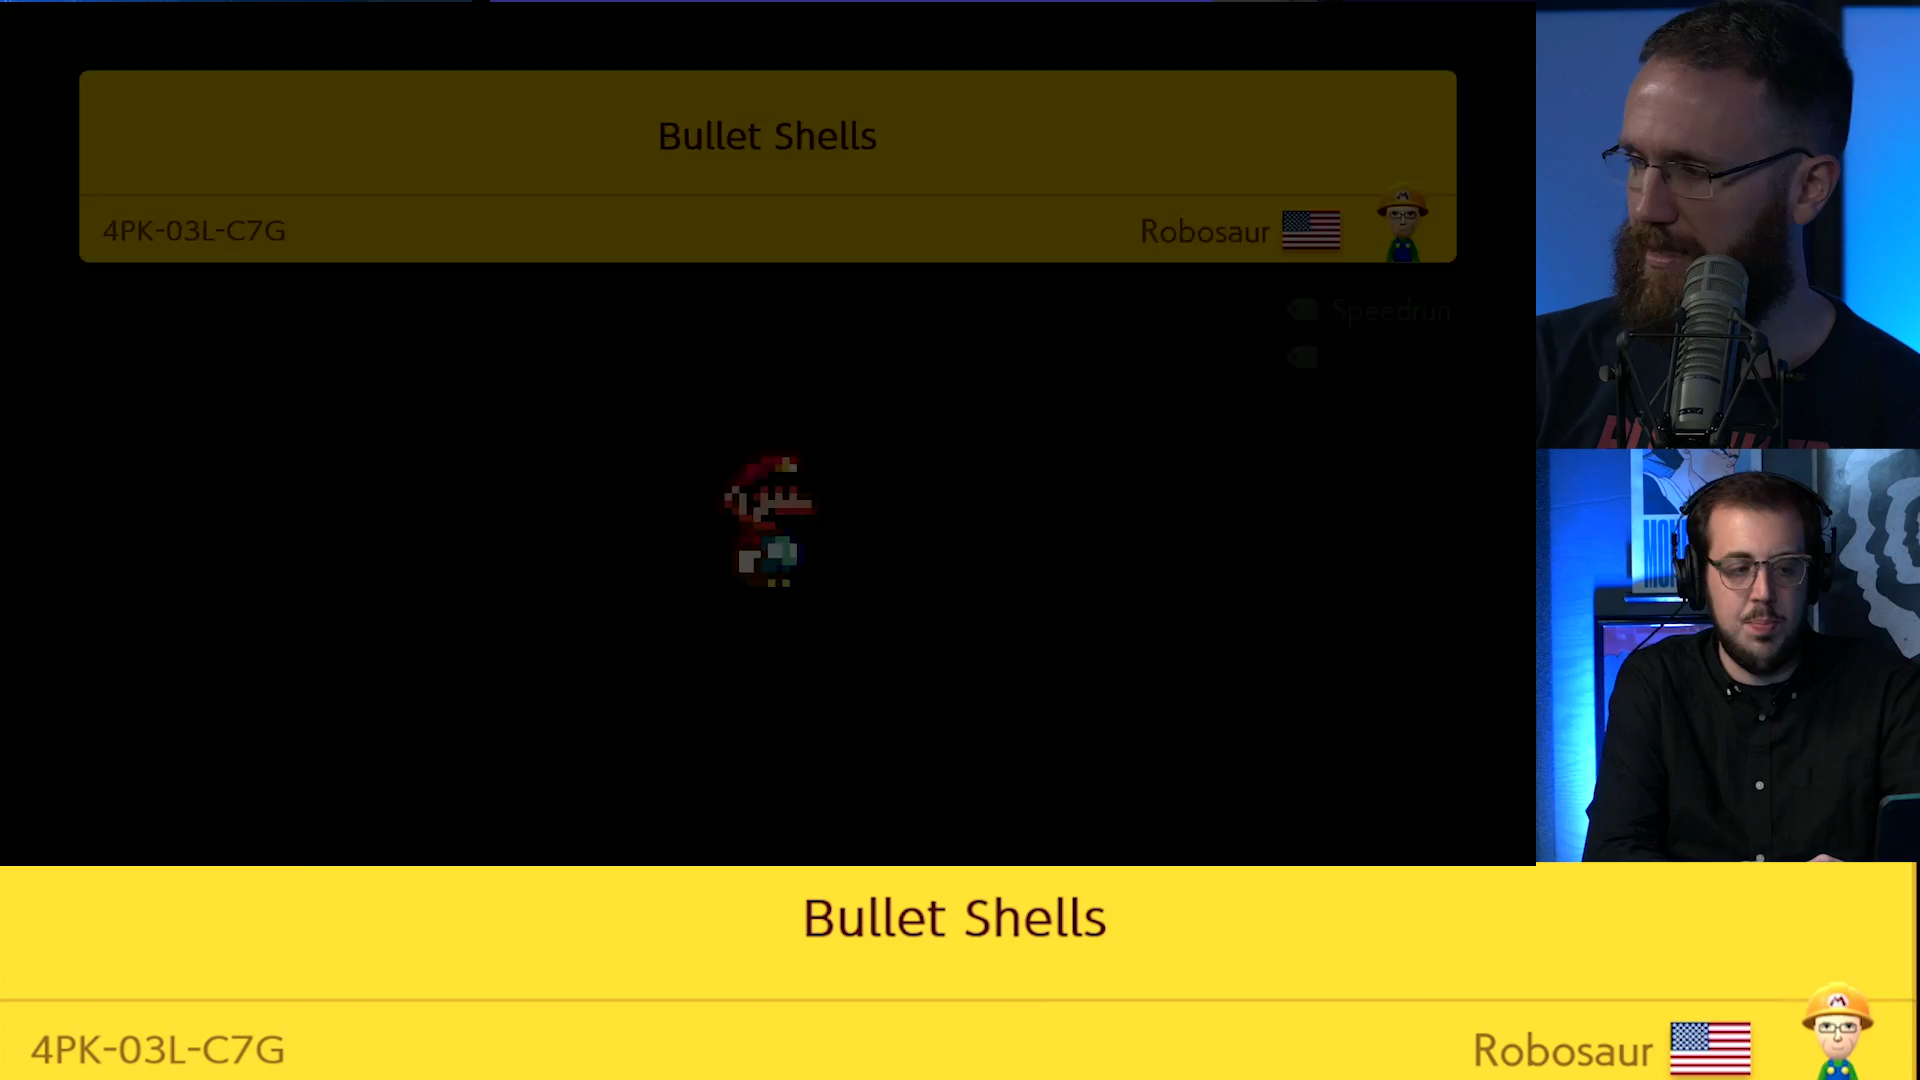 Bullet Shells
4PK-03L-C7G
Robosaur
Speedrun
Bullet Shells
4PK-03L-C7G
Robosaur